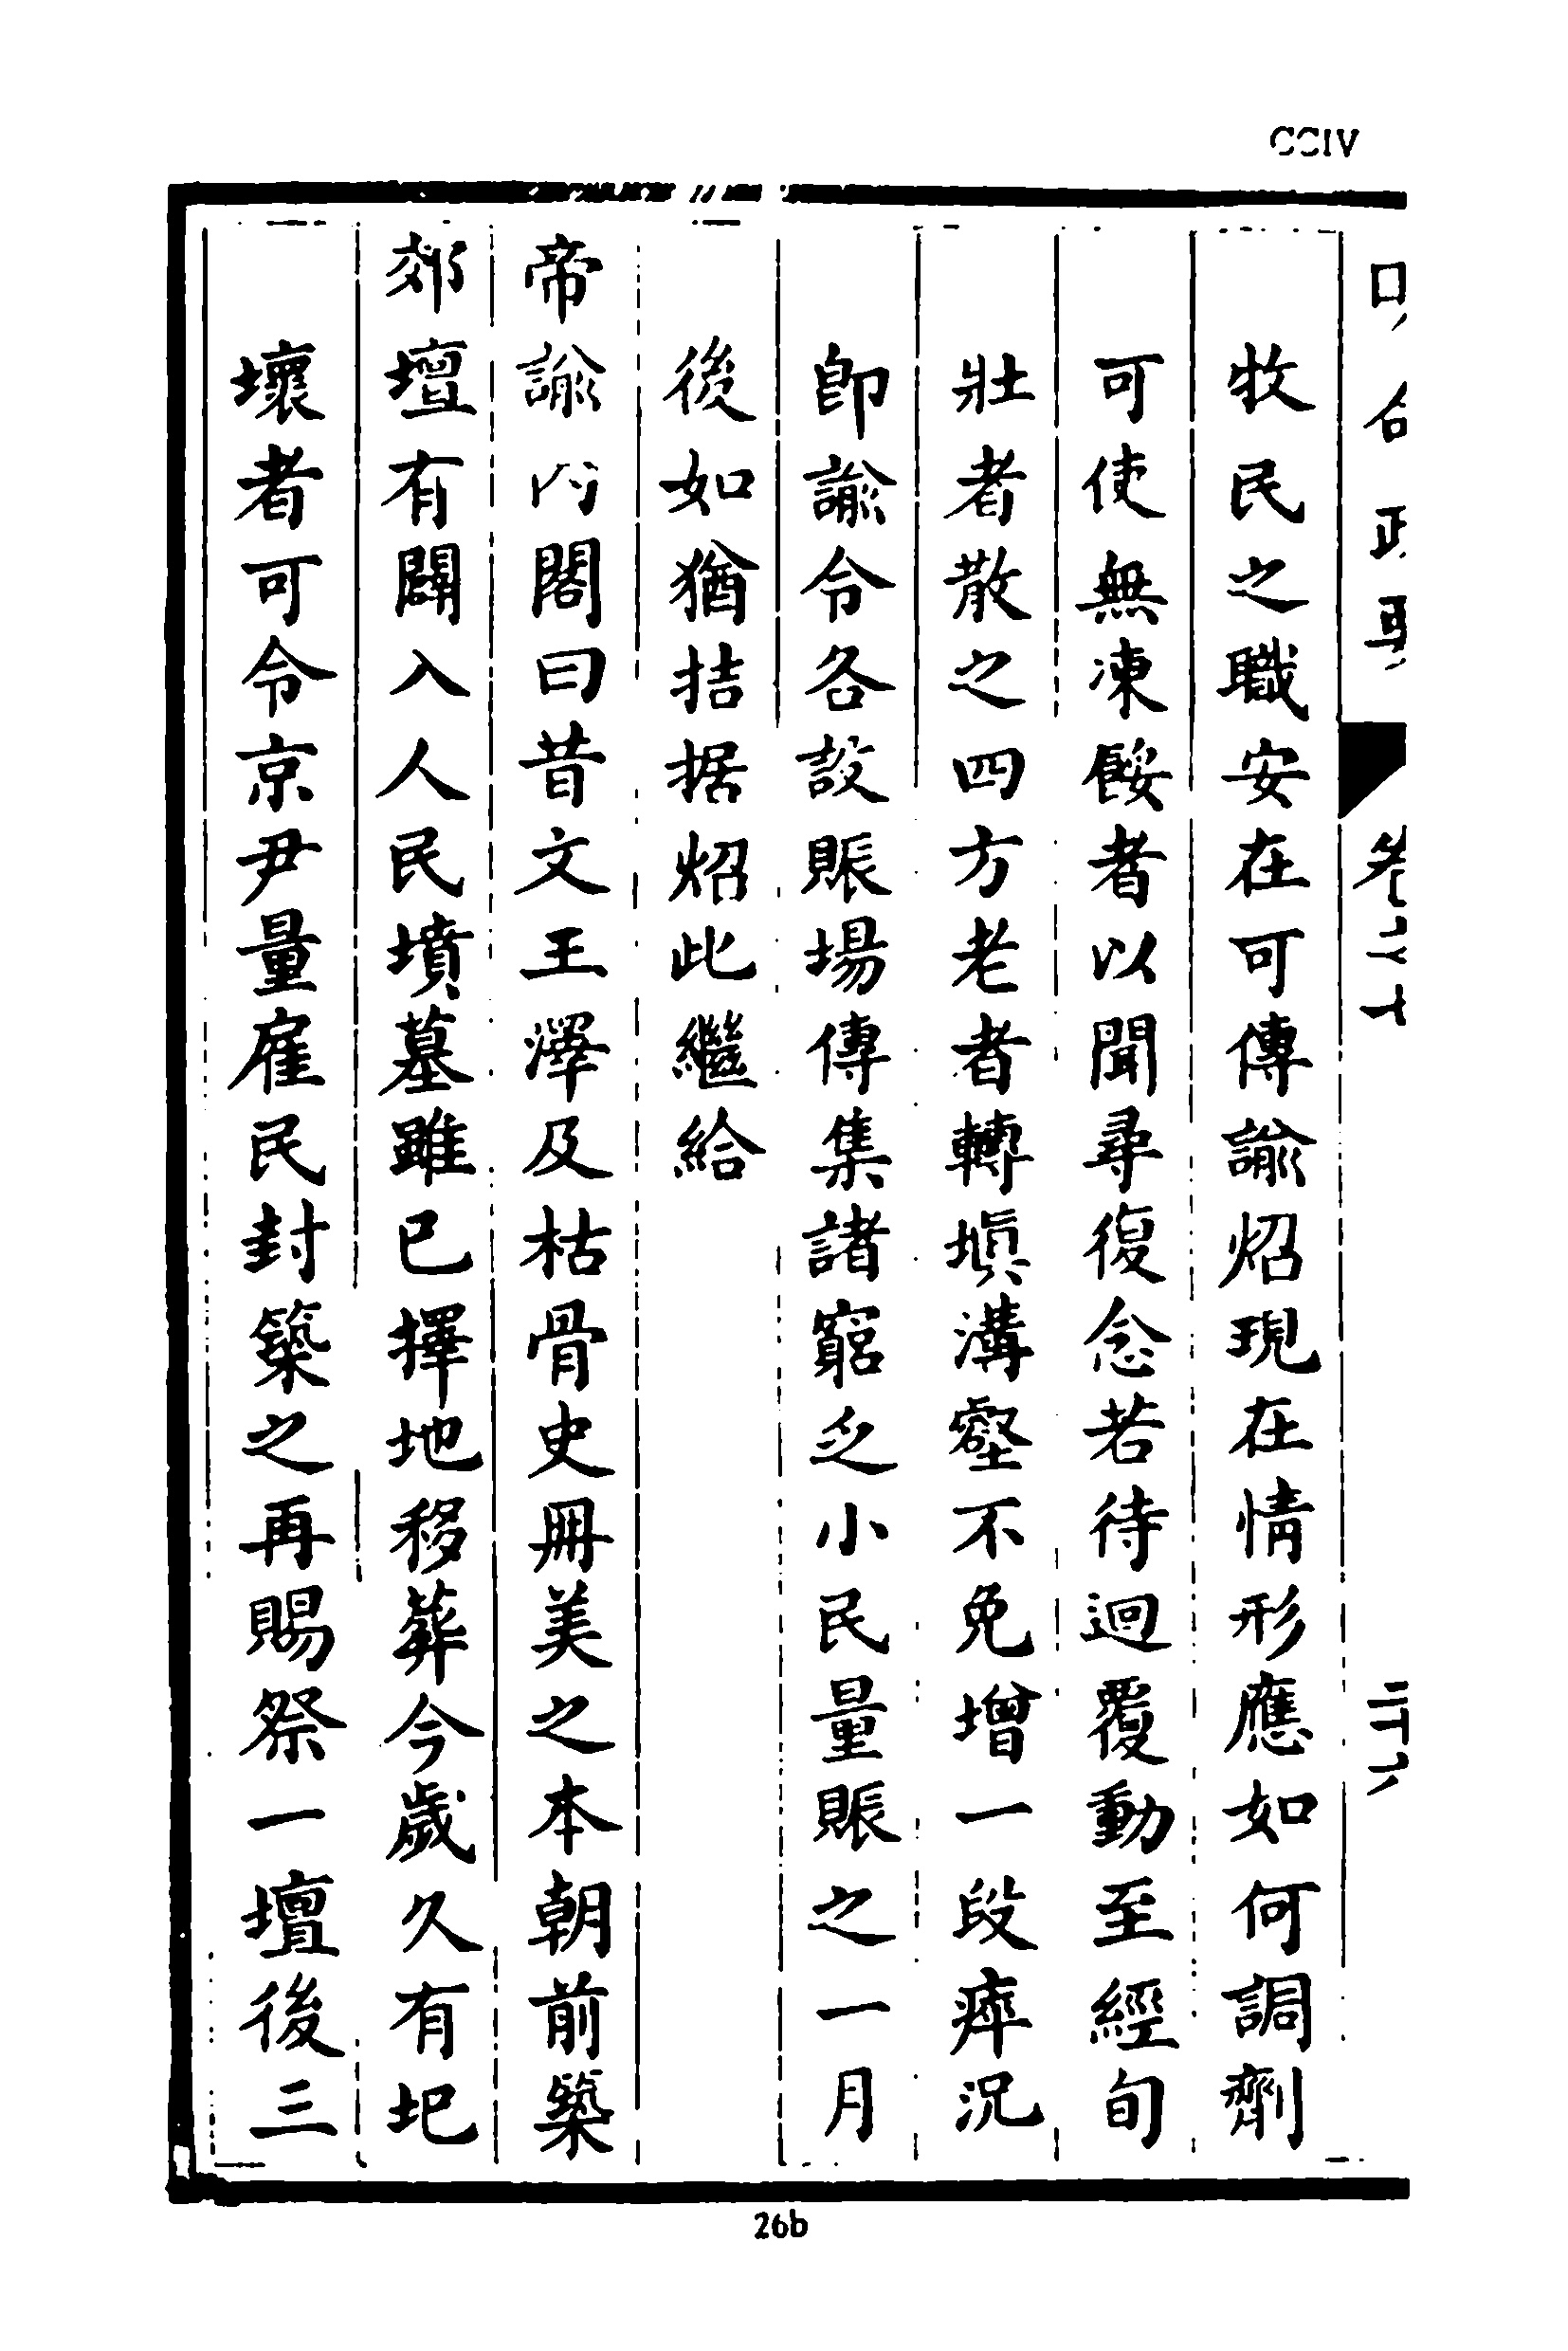 CCIV
牧民之職安在可傳諭炤現在情形應如何調劑
可使無凍餒者以聞尋復念若待迴覆動至經旬
壯者散之四方老者轉塡溝壑不免增一段瘁況
卽諭令各設賑場傳集諸窮乏小民量賑之一月
後如猶拮据炤此繼給
帝諭內閣曰昔文王澤及枯骨史冊美之本朝前築
郊壇有闢入人民墳墓雖已擇地移葬今歲久有圮
壞者可令京尹量雇民封築之再賜祭一壇後三
26b